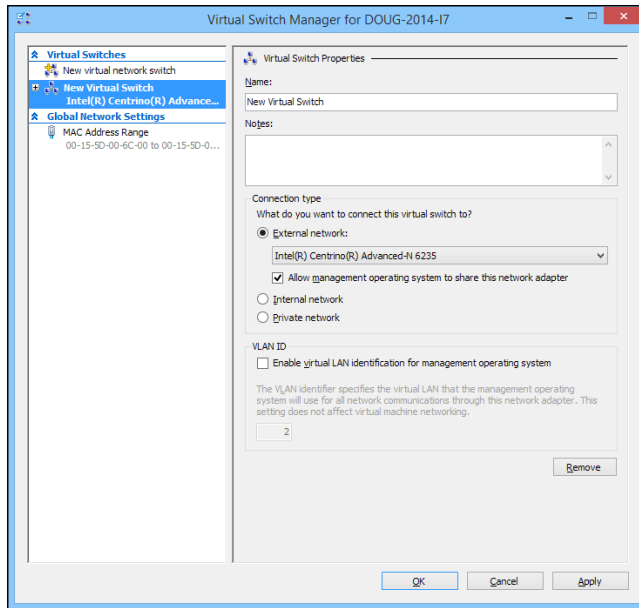 Virtual Switch Manager for DOUG-2014-I7
Virtual Switches
New virtual network switch
New Virtual Switch
Intel(R) Centrino(R) Advance...
Global Network Settings
MAC Address Range
00-15-5D-00-6C-00 to 00-15-5D-0...
Virtual Switch Properties
Name:
New Virtual Switch
Notes:
Connection type
What do you want to connect this virtual switch to?
External network:
Intel(R) Centrino(R) Advanced-N 6235
Allow management operating system to share this network adapter
Internal network
Private network
VLAN ID
Enable virtual LAN identification for management operating system
The VLAN identifier specifies the virtual LAN that the management operating
system will use for all network communications through this network adapter. This
setting does not affect virtual machine networking.
2
Remove
OK
Cancel
Apply